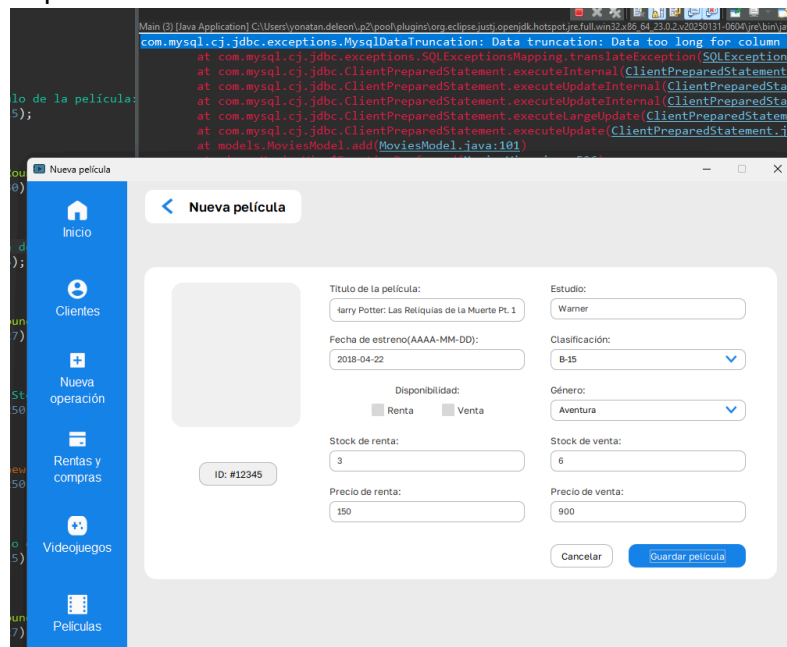 Main (3) [Java Application] C:\Users\yonatan.deleon\.p2\pool\plugins\org.eclipse.justj.openjdk.hotspot.jre.full.win32.x86_64_23.0.2.v20250131-0604\jre\bin\ja
com.mysql.cj.jdbc.exceptions.MysqlDataTruncation: Data truncation: Data too long for column
at com.mysql.cj.jdbc.exceptions.SQLExceptionsMapping.translateException(SQLException
at com.mysql.cj.jdbc.ClientPreparedStatement.executeInternal(ClientPreparedStatement
at com.mysql.cj.jdbc.ClientPreparedStatement.executeUpdateInternal(ClientPreparedSta
at com.mysql.cj.jdbc.ClientPreparedStatement.executeUpdateInternal(ClientPreparedSta
lo de la película:
at com.mysql.cj.jdbc.ClientPreparedStatement.executeLargeUpdate(ClientPreparedStatem
5);
at com.mysql.cj.jdbc.ClientPreparedStatement.executeUpdate(ClientPreparedStatement.j
at models.MoviesModel.add(MoviesModel.java:101)
Nueva película
Inicio
Clientes
Nueva
operación
Rentas y
compras
Videojuegos
Películas
Nueva película
ID: #12345
Título de la película:
Harry Potter: Las Reliquias de la Muerte Pt. 1
Estudio:
Warner
Fecha de estreno(AAAA-MM-DD):
2018-04-22
Clasificación:
B-15
Disponibilidad:
Renta
Venta
Género:
Aventura
Stock de renta:
3
Stock de venta:
6
Precio de renta:
150
Precio de venta:
900
Cancelar
Guardar película